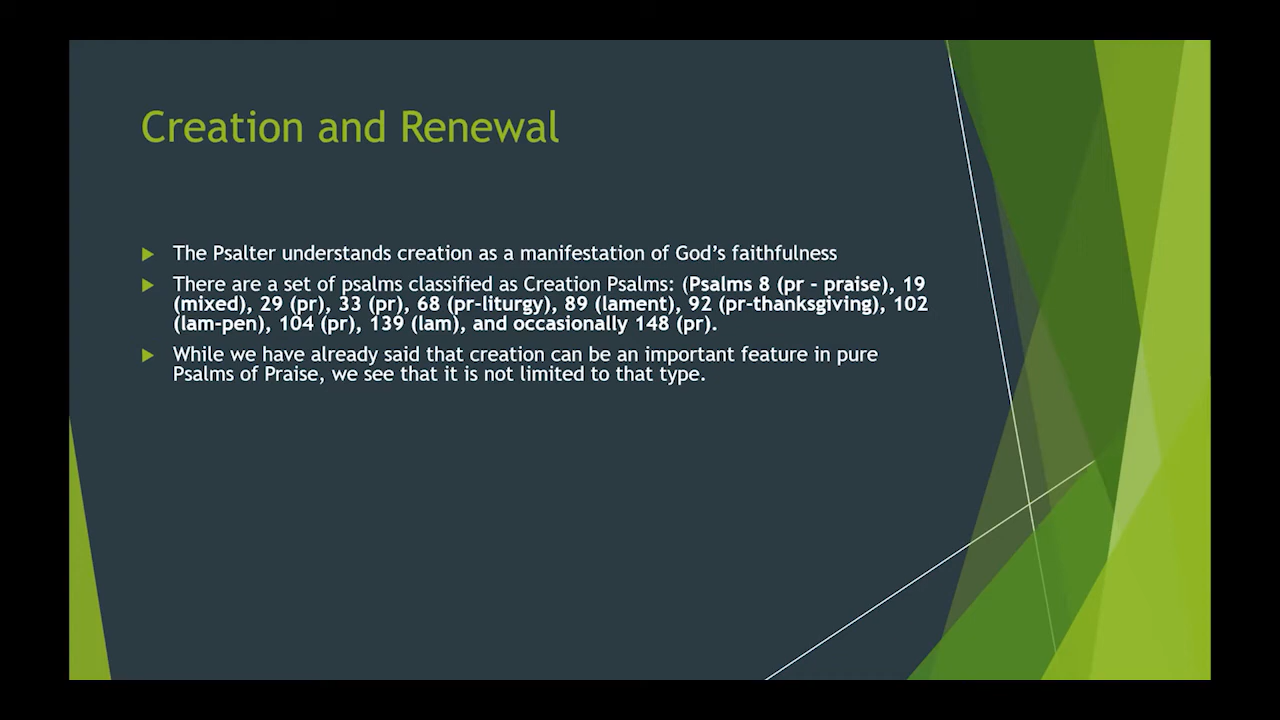 Creation and Renewal
The Psalter understands creation as a manifestation of God’s faithfulness
There are a set of psalms classified as Creation Psalms: (Psalms 8 (pr - praise), 19
(mixed), 29 (pr), 33 (pr), 68 (pr-liturgy), 89 (lament), 92 (pr-thanksgiving), 102
(lam-pen), 104 (pr), 139 (lam), and occasionally 148 (pr).
While we have already said that creation can be an important feature in pure
Psalms of Praise, we see that it is not limited to that type.